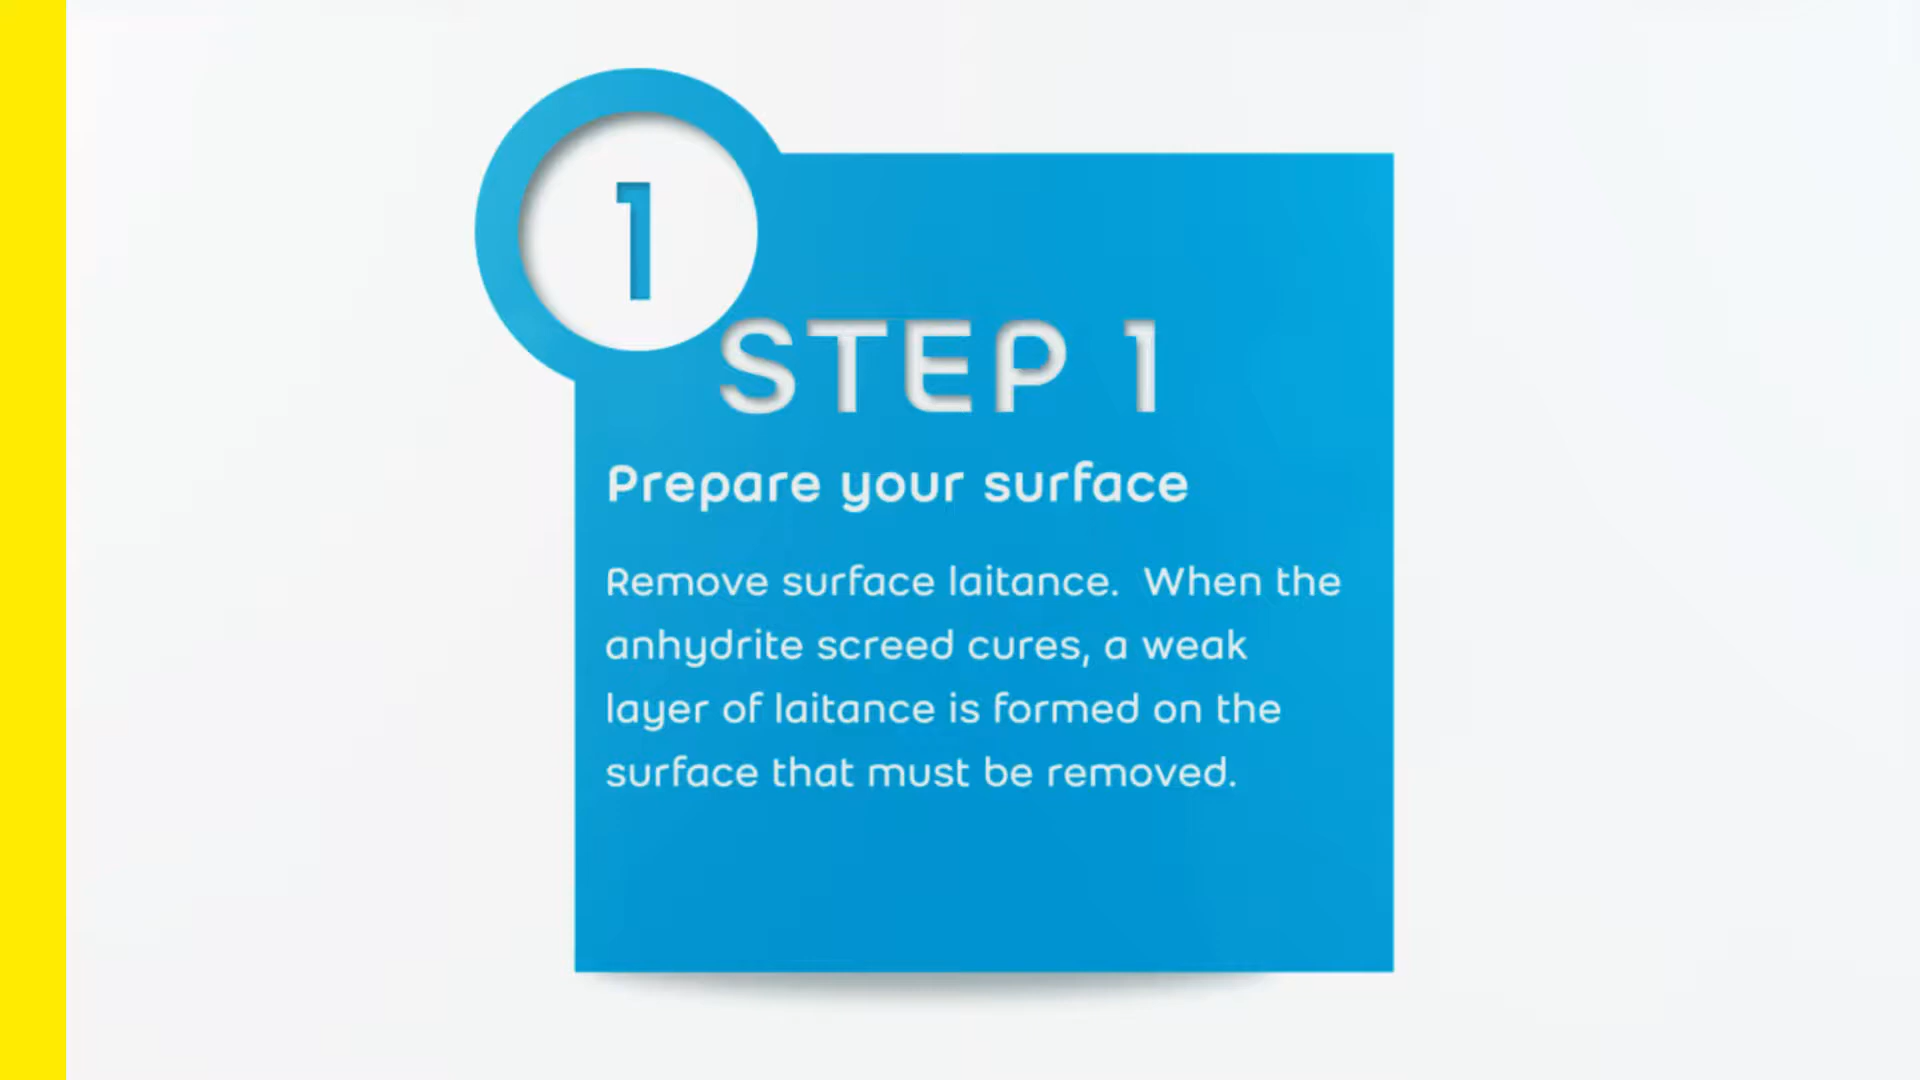 1
STEP 1
Prepare your surface
Remove surface laitance.  When the
anhydrite screed cures, a weak
layer of laitance is formed on the
surface that must be removed.